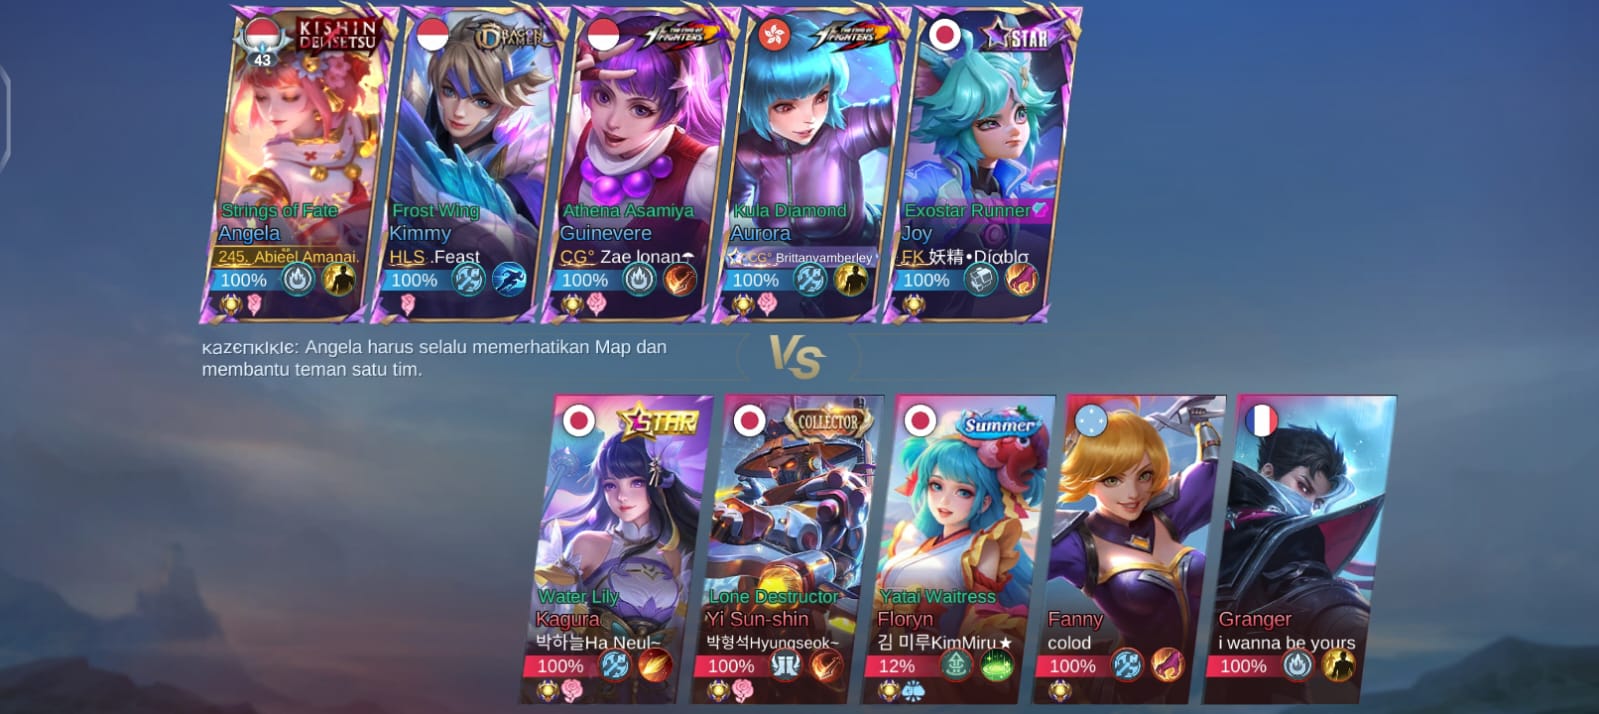 KISHIN DENSETSU
43
Strings of Fate
Angela
245. Abieel Amanai.
100%
DRAGON TAMER
Frost Wing
Kimmy
HLS .Feast
100%
THE KING OF FIGHTERS
Athena Asamiya
Guinevere
CG° Zae Jonan☂
100%
THE KING OF FIGHTERS
Kula Diamond
Aurora
CG° Brittanyamberley
100%
STAR
Exostar Runner
Joy
FK 妖精•Díαblσ
100%
кazєпкıкıє: Angela harus selalu memerhatikan Map dan
membantu teman satu tim.
VS
STAR
Water Lily
Kagura
박하늘Ha Neul~
100%
COLLECTOR
Lone Destructor
Yi Sun-shin
박형석Hyungseok~
100%
Summer
Yatai Waitress
Floryn
김 미루KimMiru★
12%
Fanny
colod
100%
Granger
i wanna be yours
100%